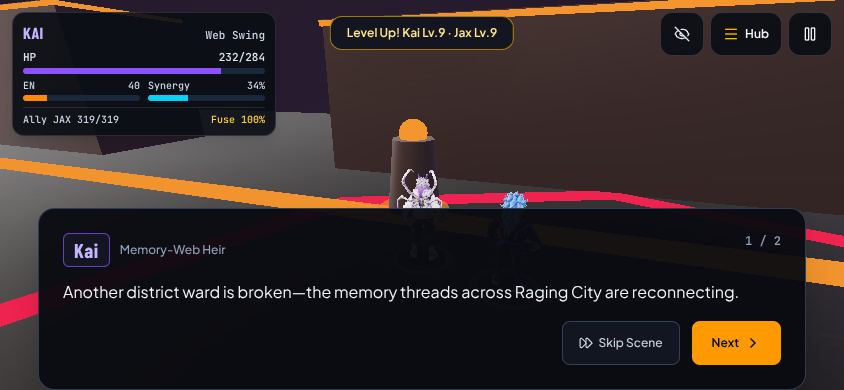 KAI Web Swing
HP 232/284
EN 40 Synergy 34%
Ally JAX 319/319 Fuse 100%
Level Up! Kai Lv.9 · Jax Lv.9
Hub
Kai Memory-Web Heir 1 / 2
Another district ward is broken—the memory threads across Raging City are reconnecting.
Skip Scene Next